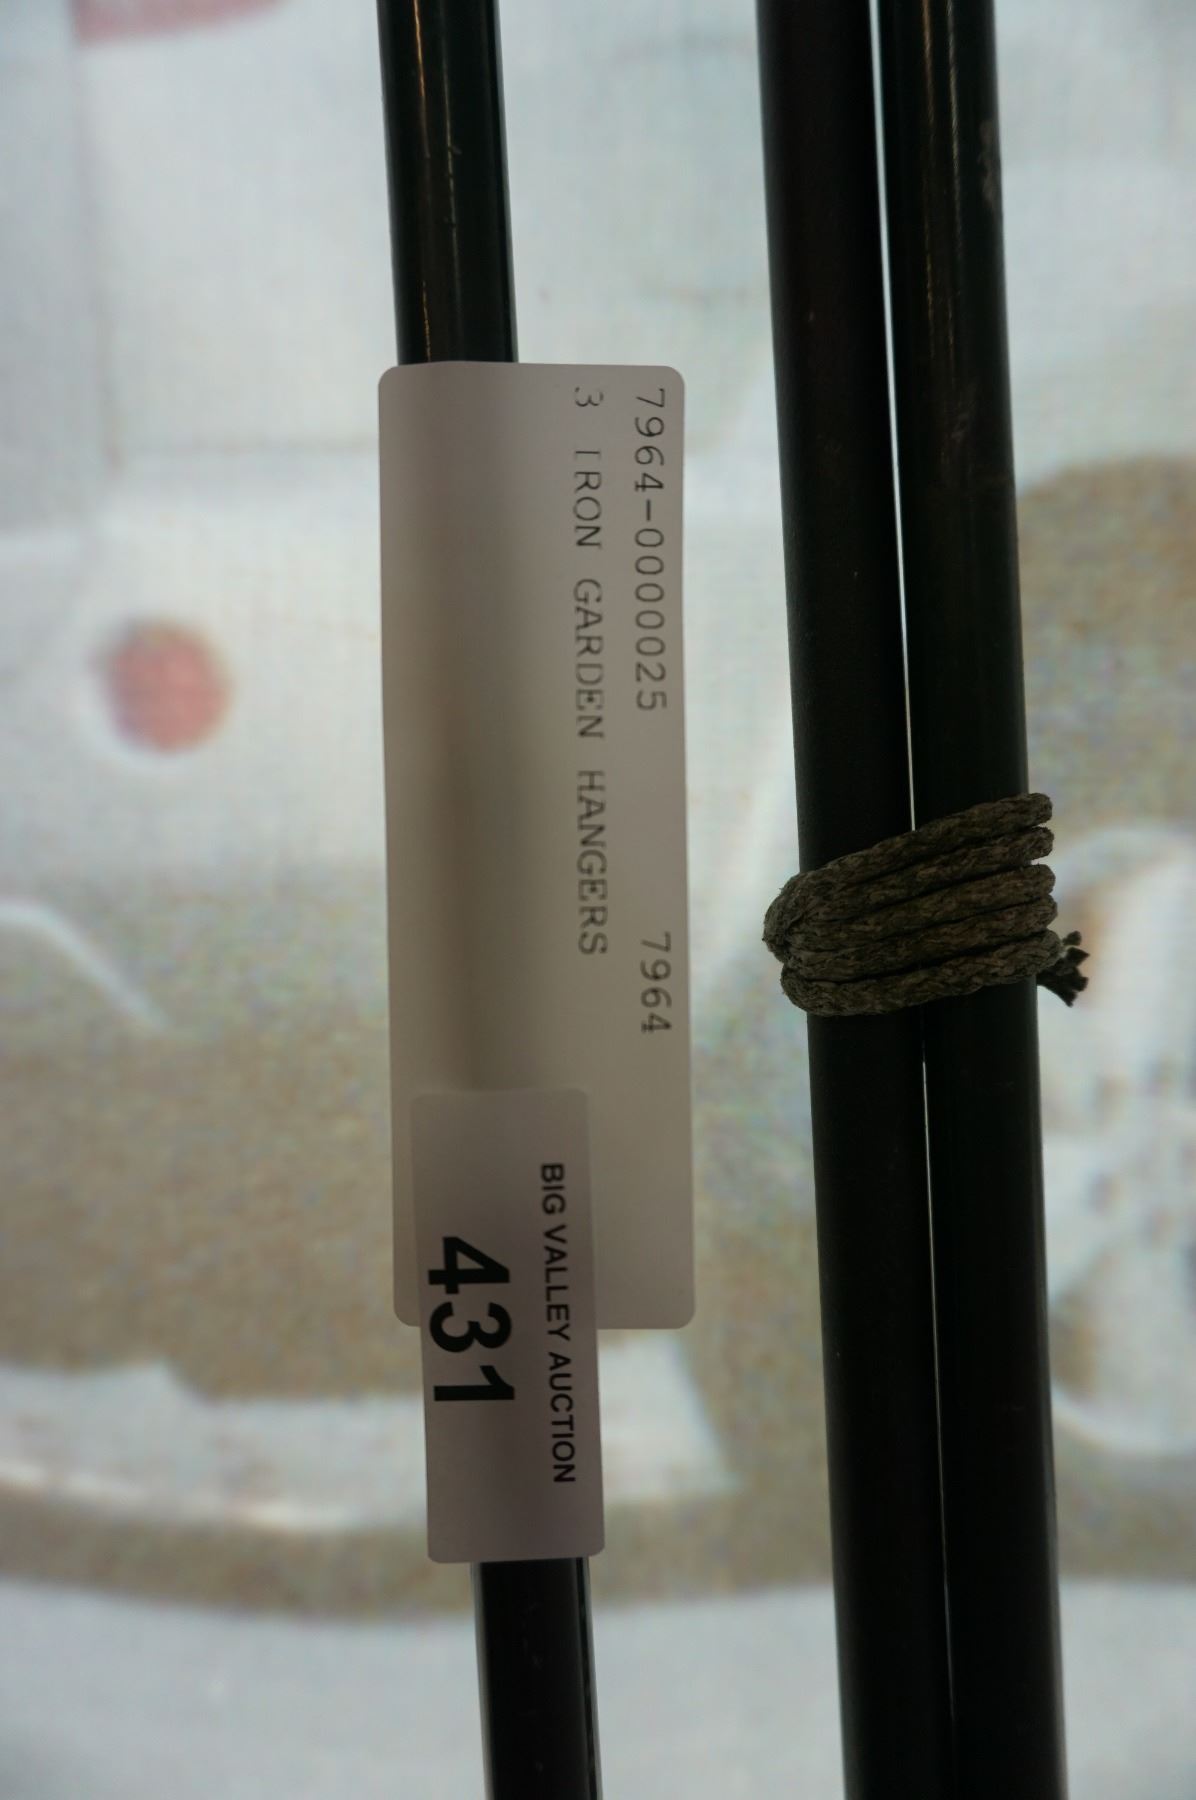 7964-0000025 7964
3 IRON GARDEN HANGERS
BIG VALLEY AUCTION
431